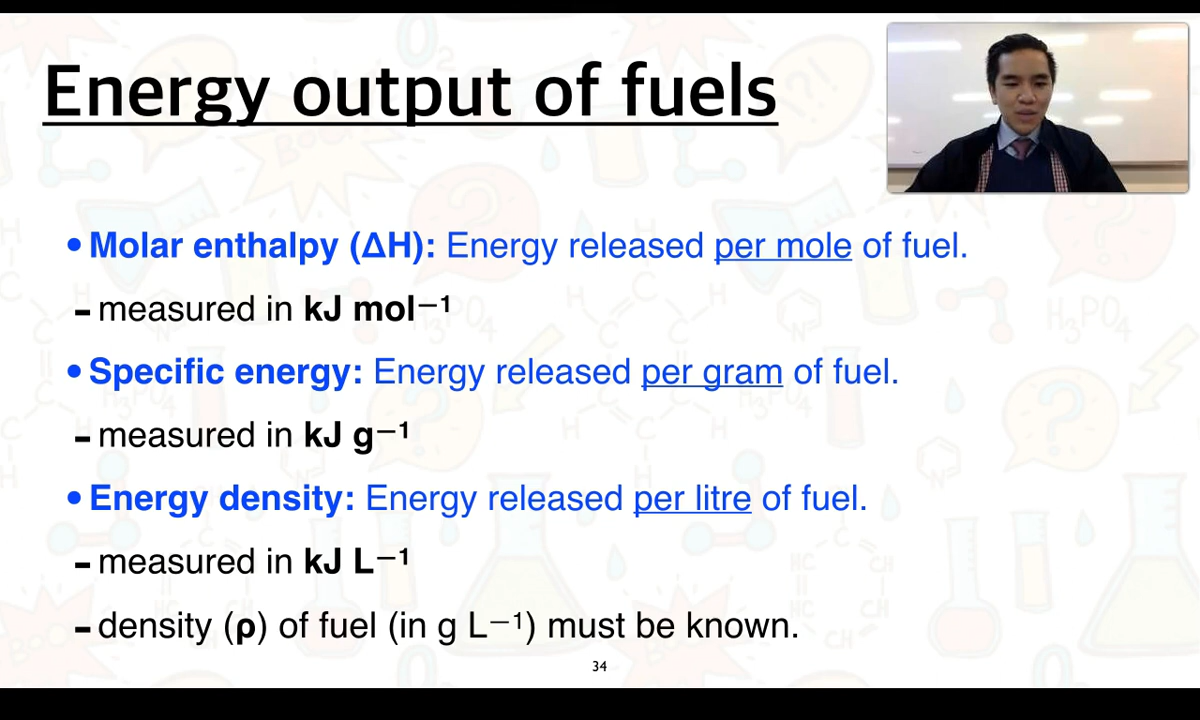 Energy output of fuels
• Molar enthalpy (ΔH): Energy released per mole of fuel.
- measured in kJ mol⁻¹
• Specific energy: Energy released per gram of fuel.
- measured in kJ g⁻¹
• Energy density: Energy released per litre of fuel.
- measured in kJ L⁻¹
- density (ρ) of fuel (in g L⁻¹) must be known.
34